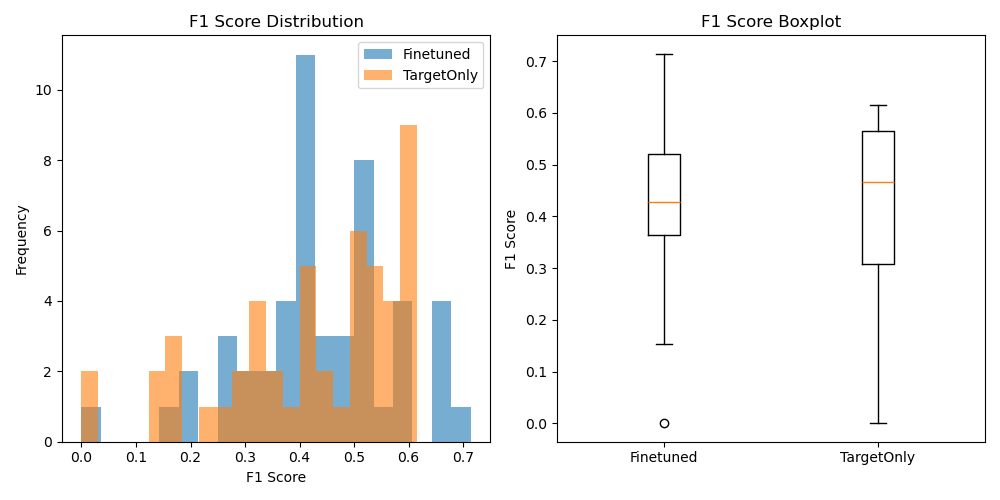 F1 Score Distribution
Finetuned
TargetOnly
Frequency
10
8
6
4
2
0
0.0 0.1 0.2 0.3 0.4 0.5 0.6 0.7
F1 Score
F1 Score Boxplot
F1 Score
0.7
0.6
0.5
0.4
0.3
0.2
0.1
0.0
Finetuned TargetOnly